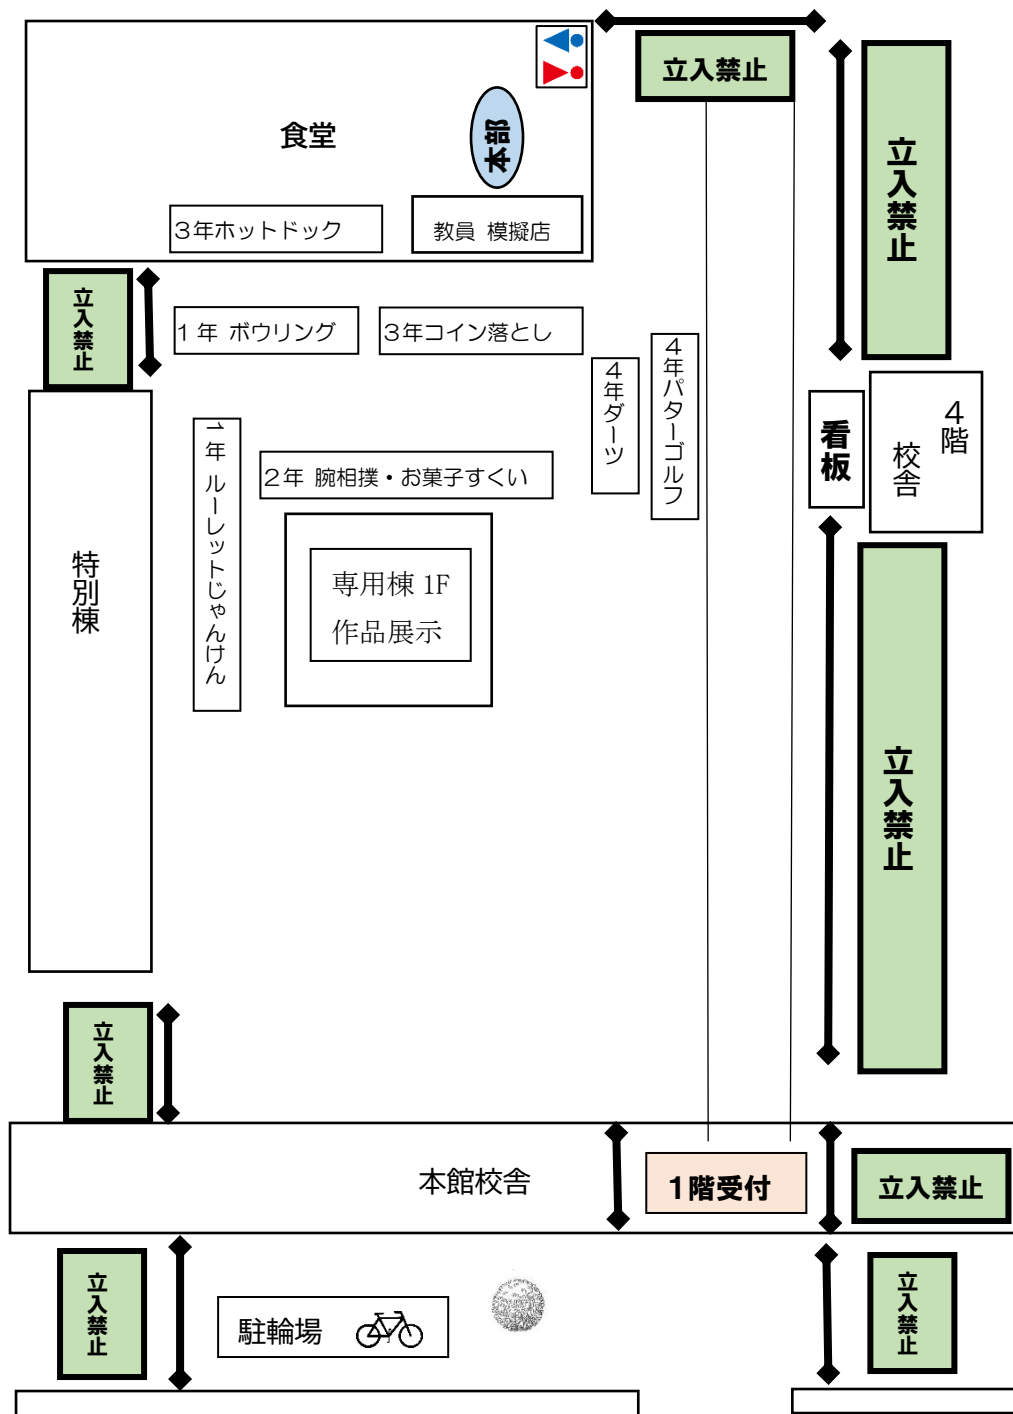 立入禁止
立入禁止
食堂
本部
3年ホットドック
教員 模擬店
立入禁止
1 年 ボウリング
3年コイン落とし
4年ダーツ
4年パターゴルフ
看板
4階
校舎
1年 ルーレットじゃんけん
2年 腕相撲・お菓子すくい
特別棟
専用棟 1F
作品展示
立入禁止
立入禁止
本館校舎
1階受付
立入禁止
立入禁止
駐輪場
立入禁止